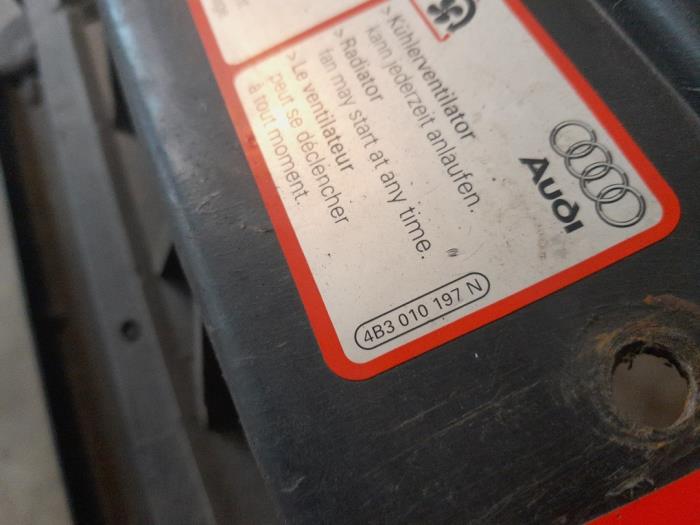 >Kühlerventilator
kann jederzeit anlaufen.
>Radiator
fan may start at any time.
>Le ventilateur
peut se déclencher
à tout moment.
Audi
4B3 010 197 N